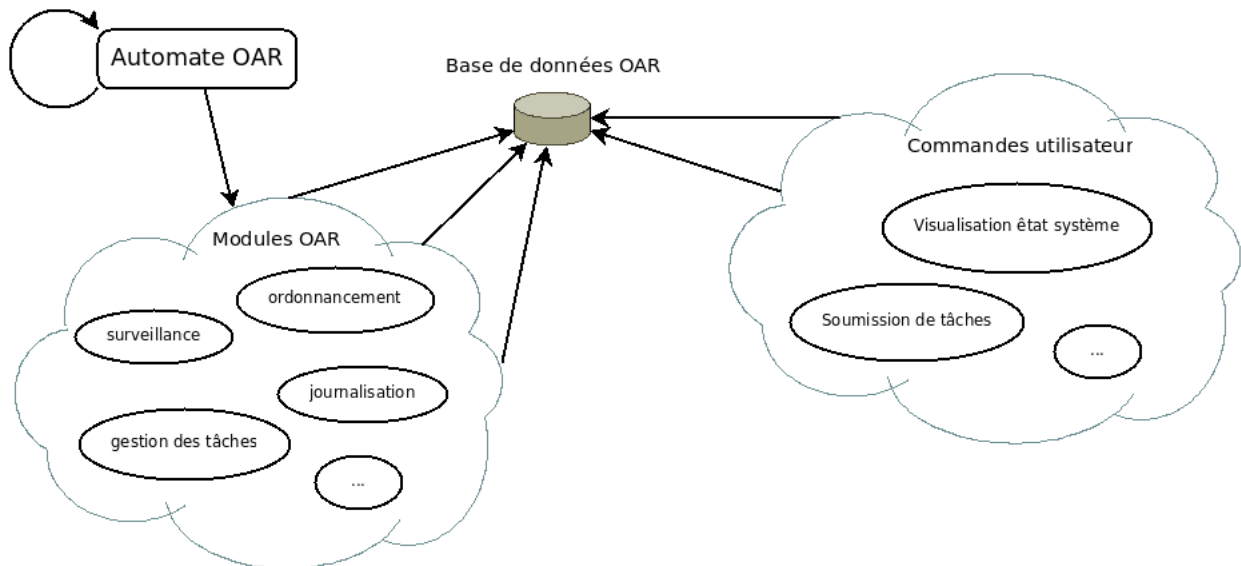 Automate OAR
Base de données OAR
Commandes utilisateur
Visualisation êtat système
Soumission de tâches
...
Modules OAR
ordonnancement
surveillance
journalisation
gestion des tâches
...